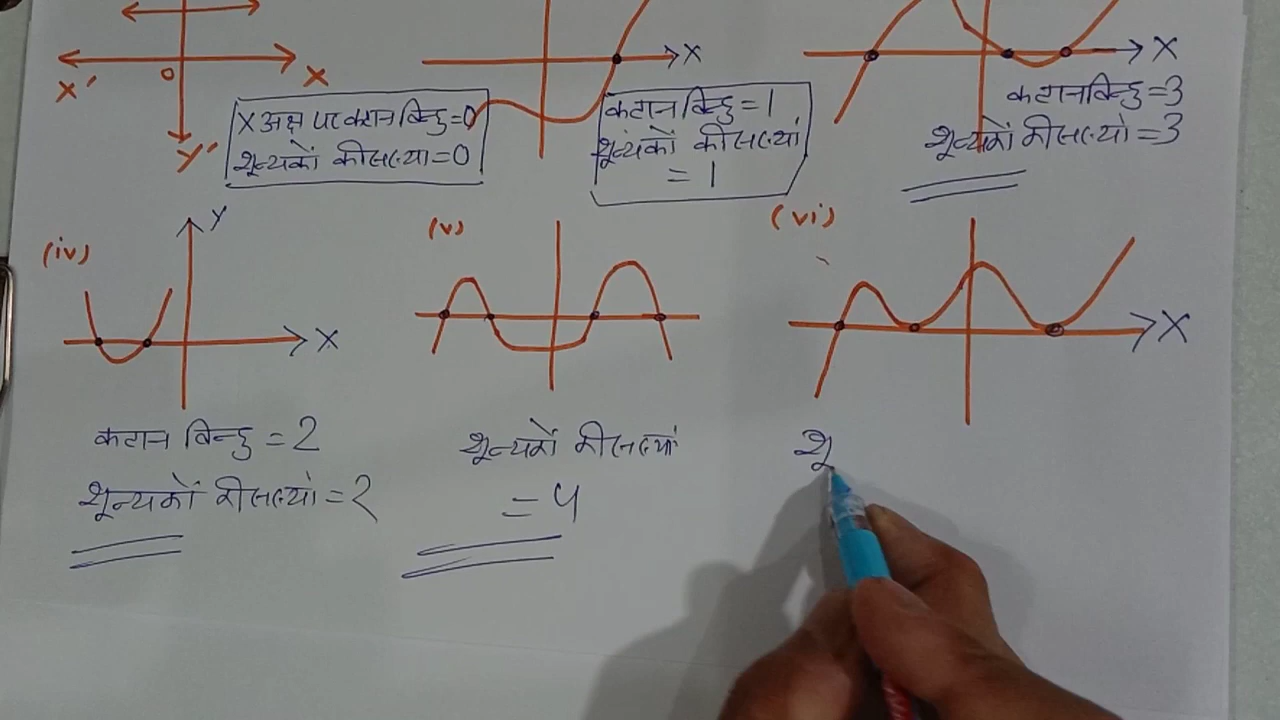 X' O X
Y'
X अक्ष पर कटान बिन्दु=0
शून्यकों की संख्या=0
X
कटान बिन्दु=1
शून्यकों की संख्या
= 1
X
कटान बिन्दु=3
शून्यकों की संख्या=3
(iv) Y
X
कटान बिन्दु=2
शून्यकों की संख्या=2
(v)
शून्यकों की संख्या
= 4
(vi)
X
शू